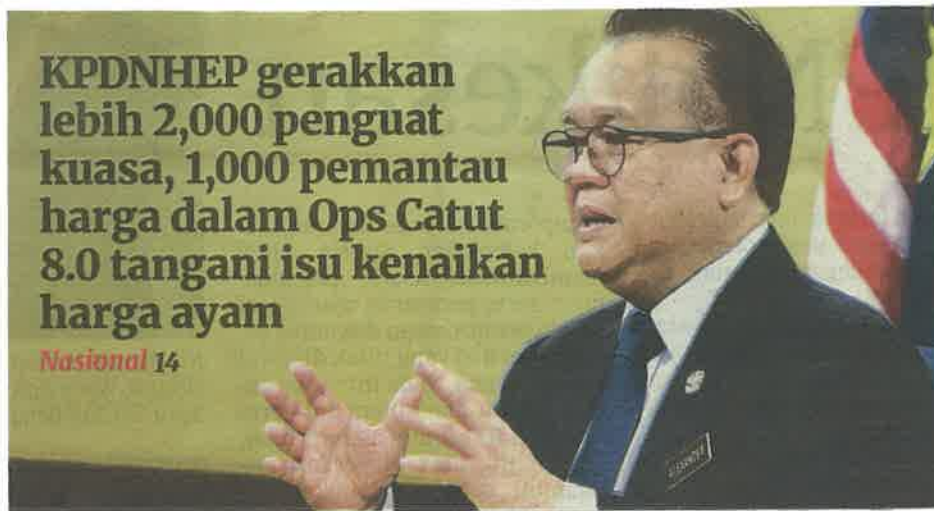 KPDNHEP gerakkan
lebih 2,000 penguat
kuasa, 1,000 pemantau
harga dalam Ops Catut
8.0 tangani isu kenaikan
harga ayam
Nasional 14
ALEXANDER